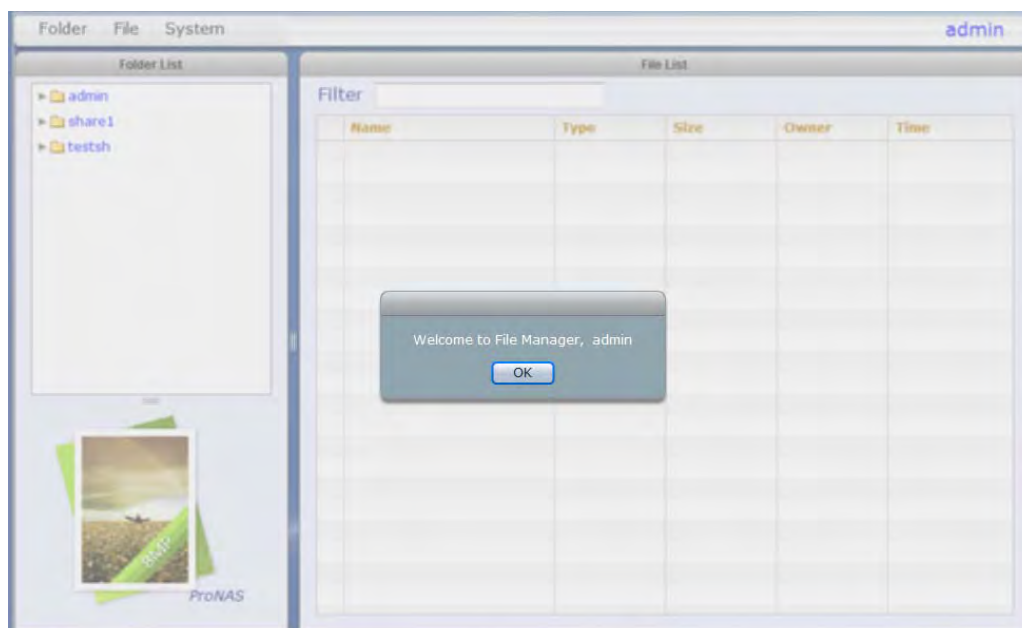 Folder File System admin
Folder List
admin
share1
testsh
File List
Filter
Name Type Size Owner Time
Welcome to File Manager, admin
OK
BMP
ProNAS